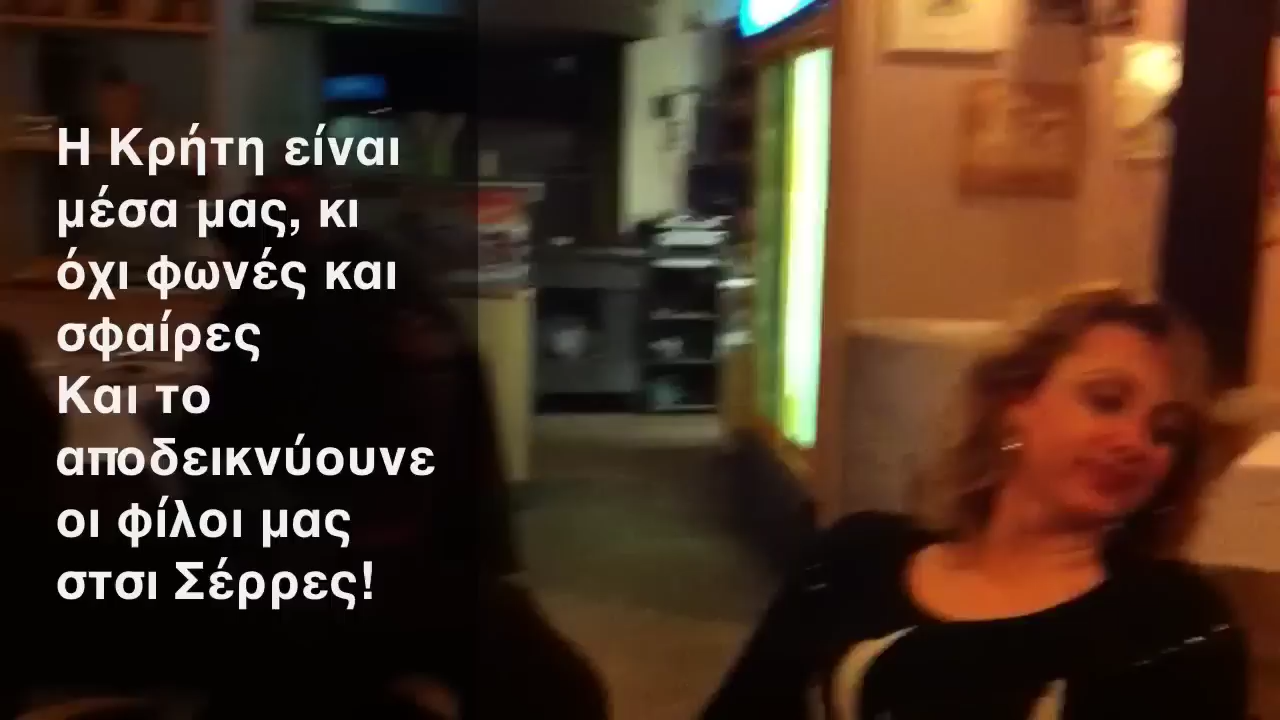 Η Κρήτη είναι
μέσα μας, κι
όχι φωνές και
σφαίρες
Και το
αποδεικνύουνε
οι φίλοι μας
στσι Σέρρες!